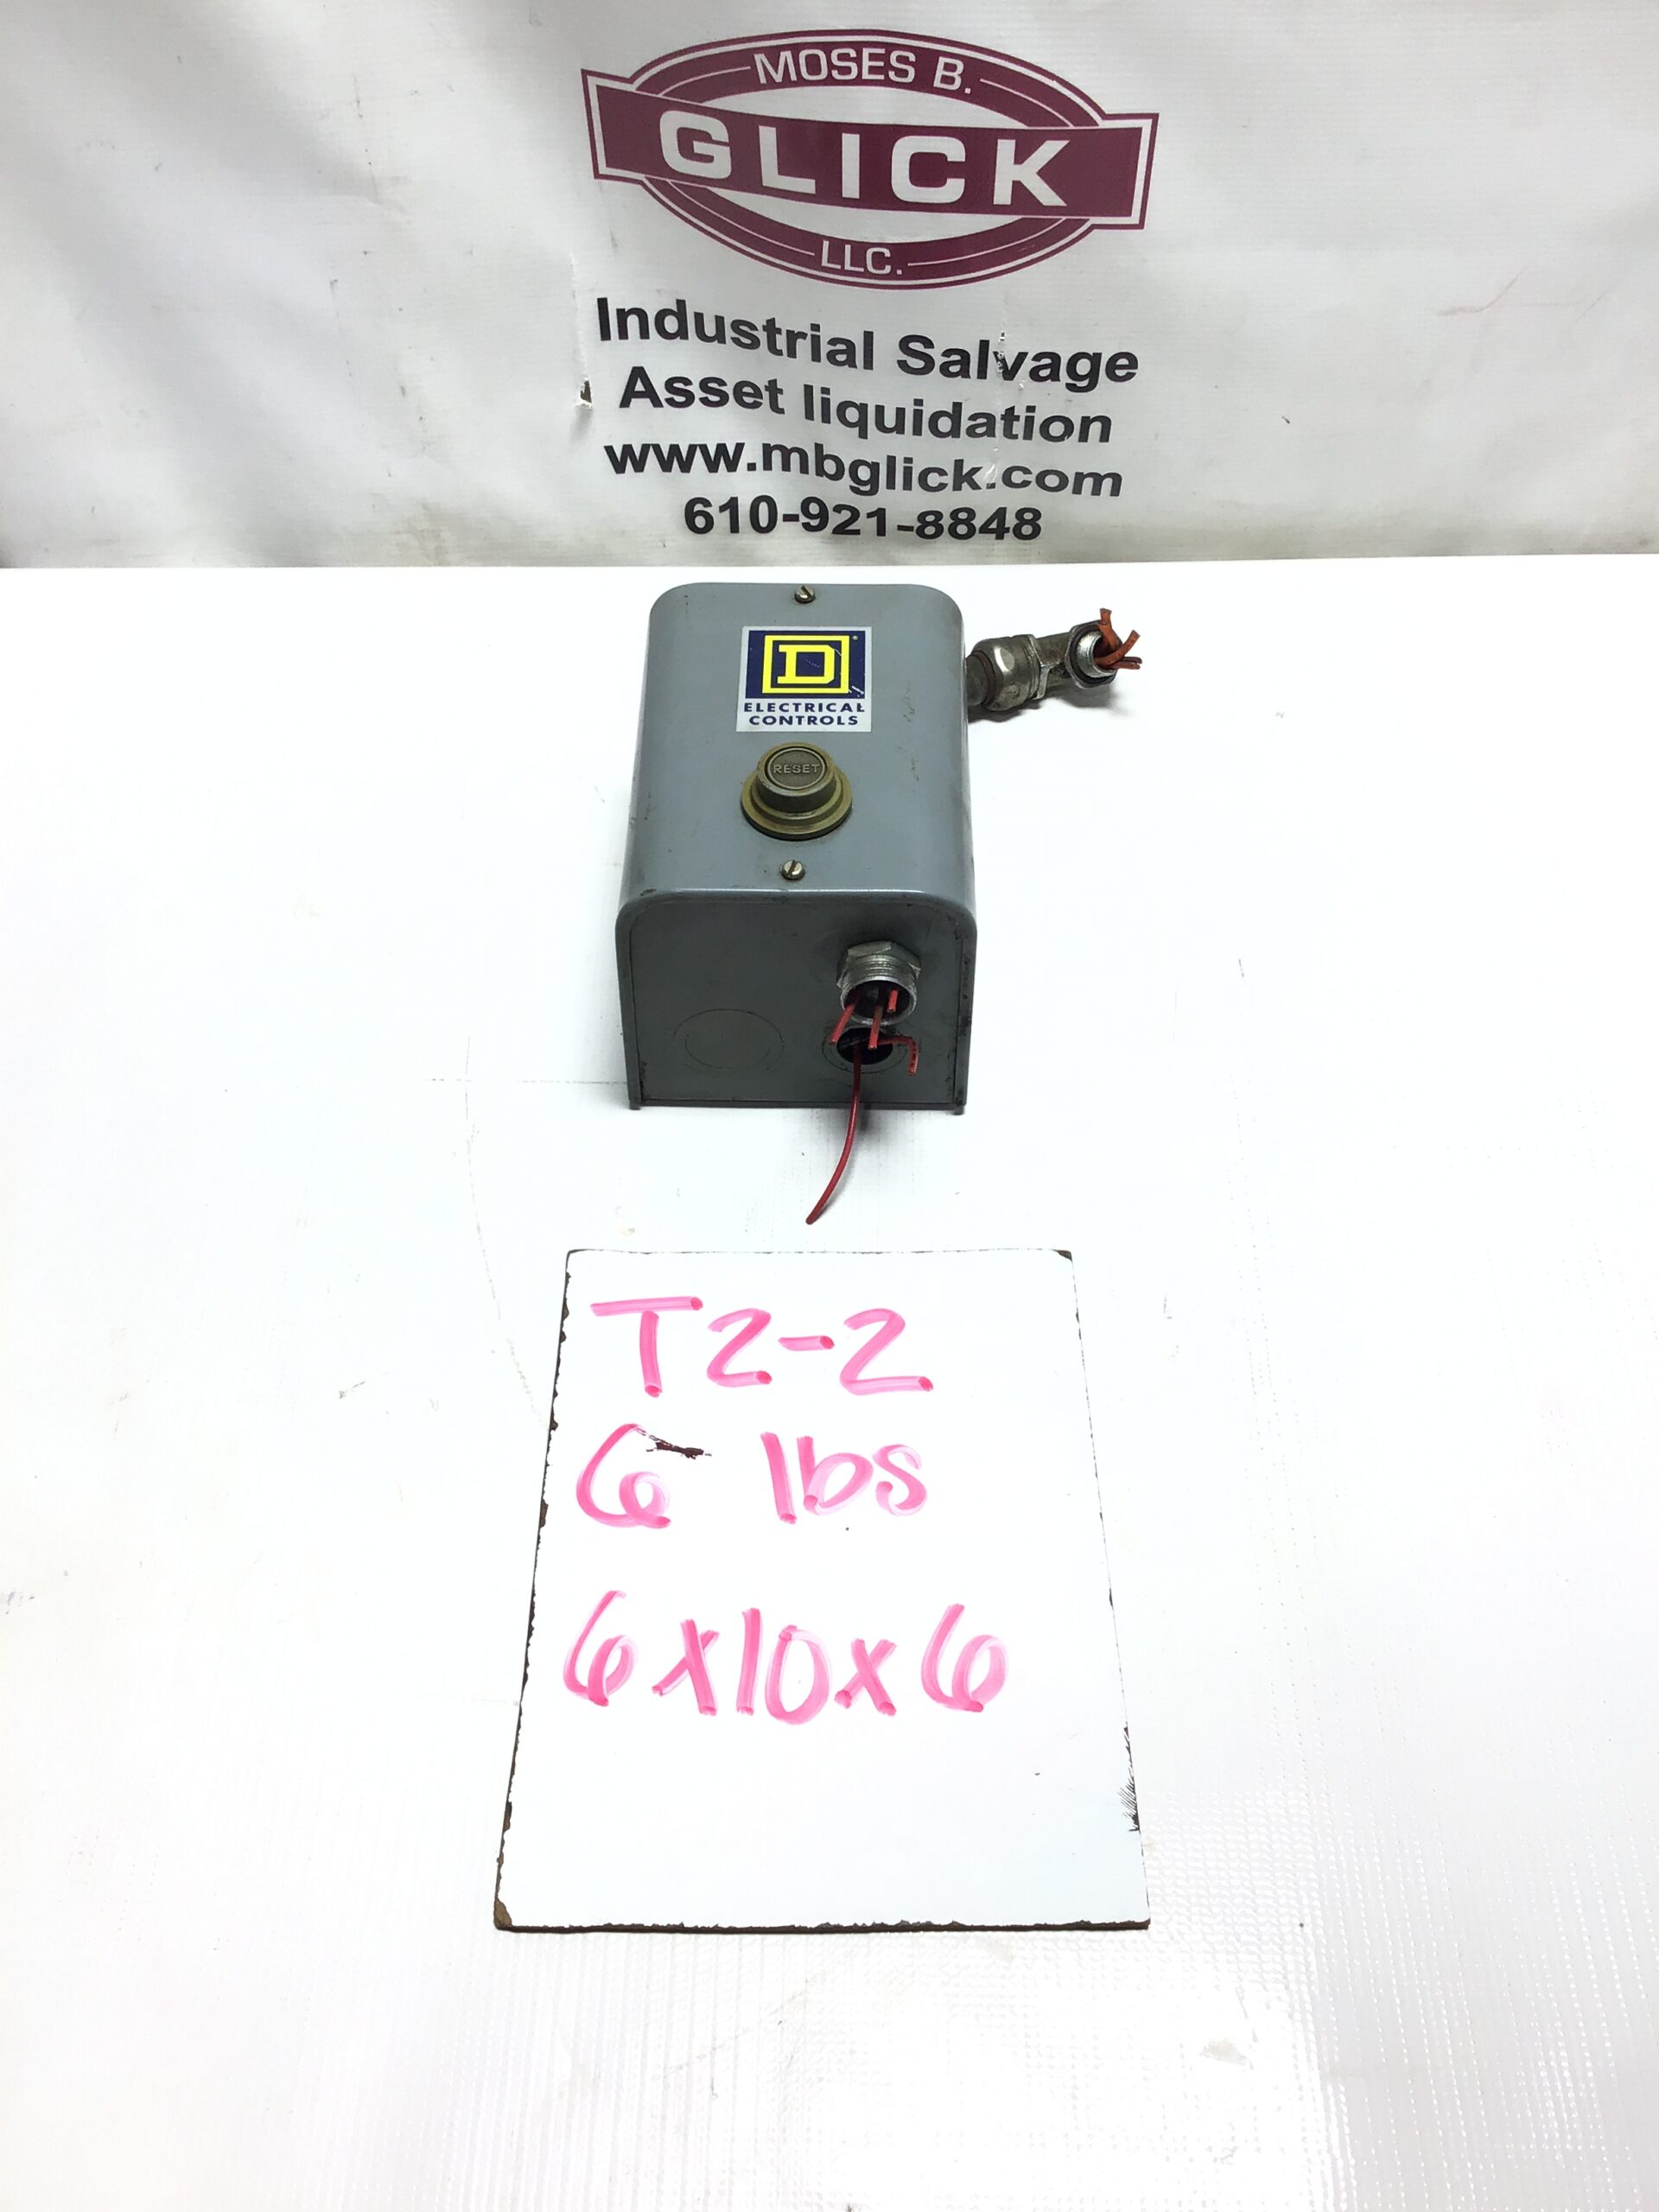 MOSES B.
GLICK
LLC.
Industrial Salvage
Asset liquidation
www.mbglick.com
610-921-8848
D
ELECTRICAL
CONTROLS
RESET
T2-2
6 lbs
6x10x6